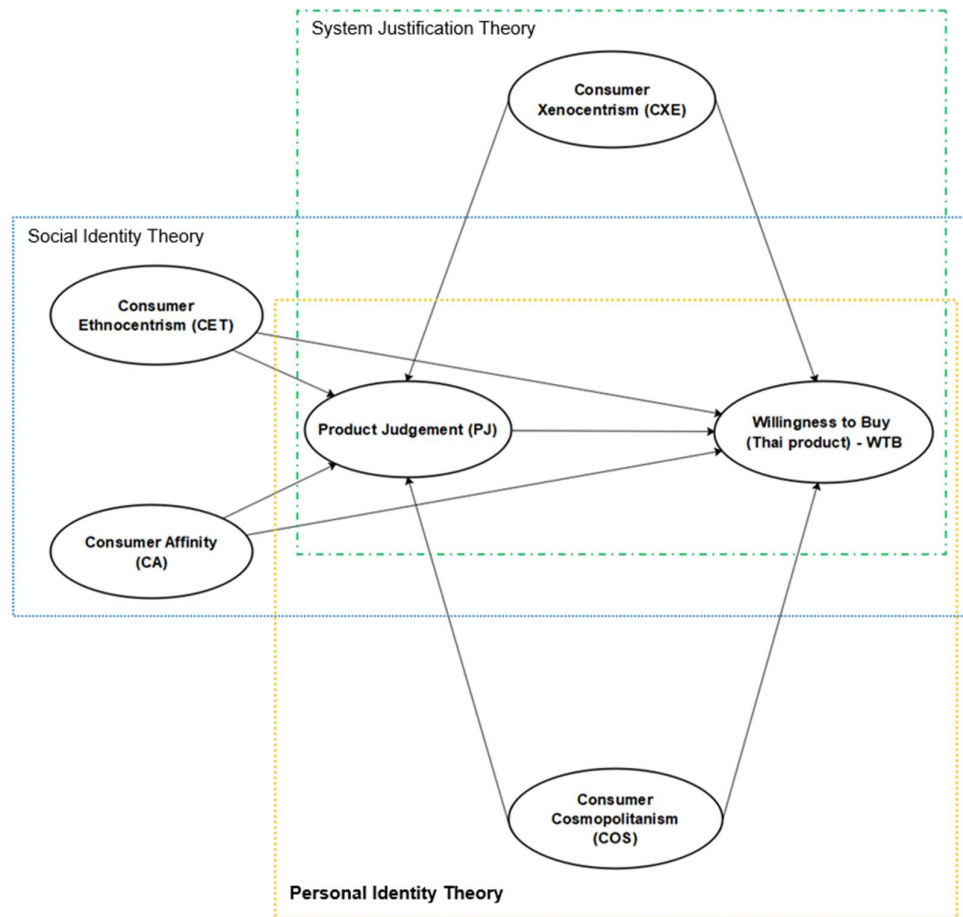 System Justification Theory
Consumer
Xenocentrism (CXE)
Social Identity Theory
Consumer
Ethnocentrism (CET)
Product Judgement (PJ)
Willingness to Buy
(Thai product) - WTB
Consumer Affinity
(CA)
Consumer
Cosmopolitanism
(COS)
Personal Identity Theory